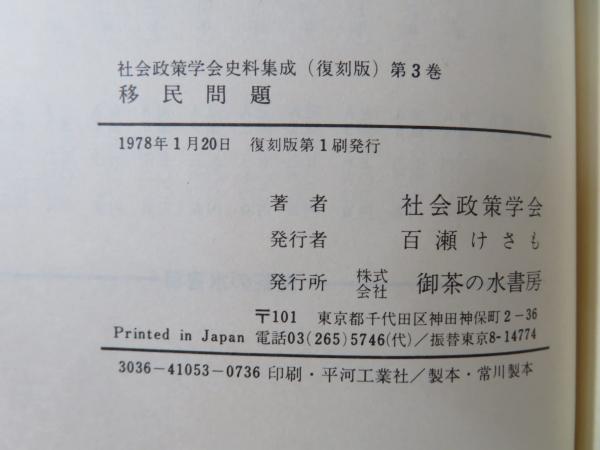 社会政策学会史料集成（復刻版）第3巻
移民問題
1978年1月20日　復刻版第1刷発行
著者　社会政策学会
発行者　百瀬けさも
発行所　株式会社　御茶の水書房
〒101　東京都千代田区神田神保町2－36
Printed in Japan　電話03(265)5746(代)／振替東京8-14774
3036-41053-0736　印刷・平河工業社／製本・常川製本